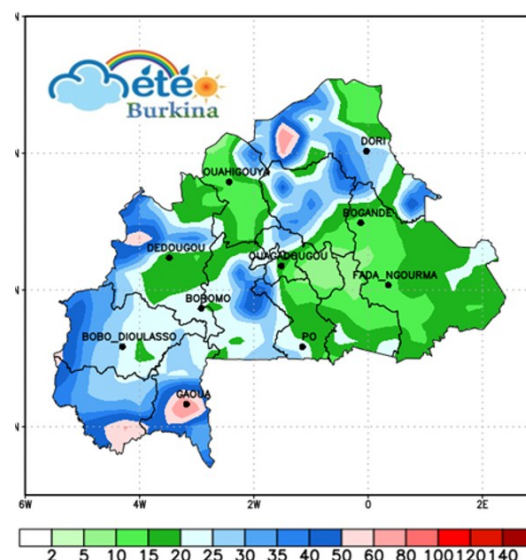 été
Burkina
DORI
OUAHIGOUYA
BOGANDE
DEDOUGOU
OUAGADOUGOU
FADA_NGOURMA
BOROMO
BOBO_DIOULASSO
PO
GAOUA
6W 4W 2W 0 2E
2 5 10 15 20 25 30 35 40 50 60 80 100 120 140